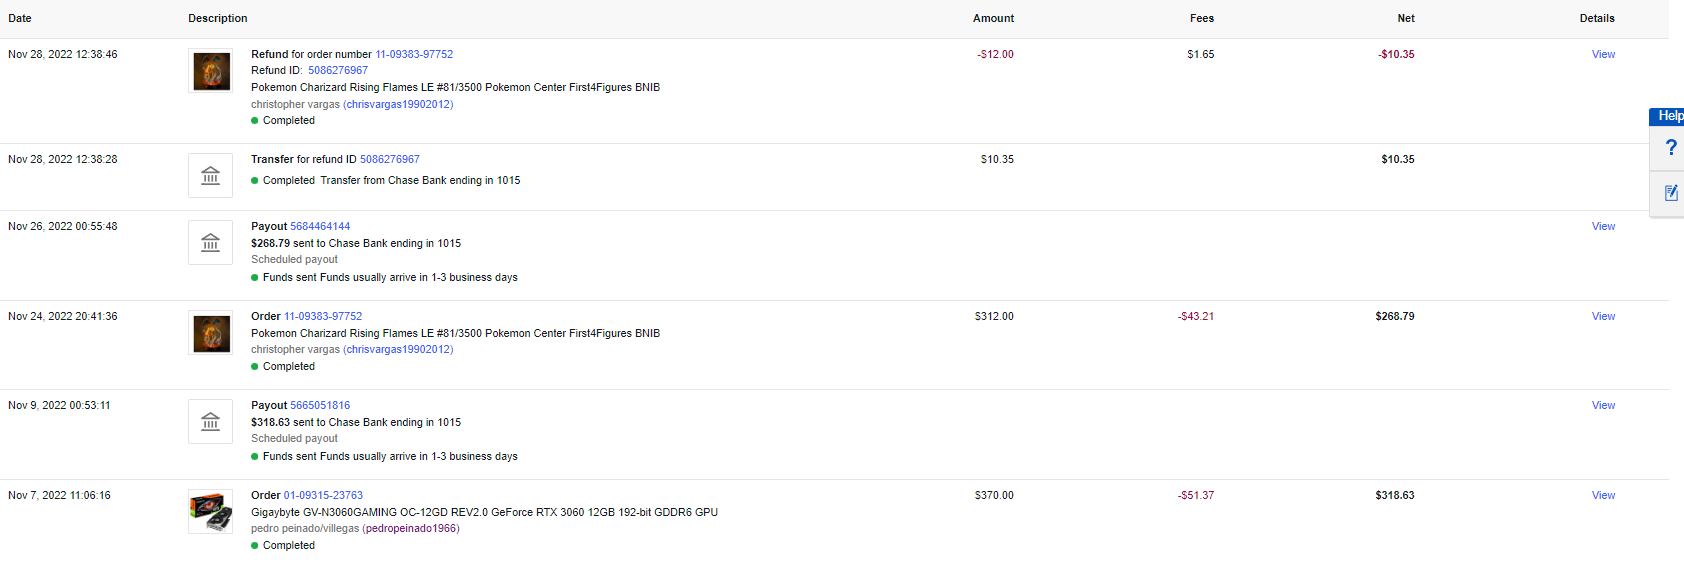 Date Description Amount Fees Net Details
Nov 28, 2022 12:38:46 Refund for order number 11-09383-97752 -$12.00 $1.65 -$10.35 View
Refund ID: 5086276967
Pokemon Charizard Rising Flames LE #81/3500 Pokemon Center First4Figures BNIB
christopher vargas (chrisvargas19902012)
Completed
Help
?
Nov 28, 2022 12:38:28 Transfer for refund ID 5086276967 $10.35 $10.35
Completed Transfer from Chase Bank ending in 1015
Nov 26, 2022 00:55:48 Payout 5684464144 View
$268.79 sent to Chase Bank ending in 1015
Scheduled payout
Funds sent Funds usually arrive in 1-3 business days
Nov 24, 2022 20:41:36 Order 11-09383-97752 $312.00 -$43.21 $268.79 View
Pokemon Charizard Rising Flames LE #81/3500 Pokemon Center First4Figures BNIB
christopher vargas (chrisvargas19902012)
Completed
Nov 9, 2022 00:53:11 Payout 5665051816 View
$318.63 sent to Chase Bank ending in 1015
Scheduled payout
Funds sent Funds usually arrive in 1-3 business days
Nov 7, 2022 11:06:16 Order 01-09315-23763 $370.00 -$51.37 $318.63 View
Gigaybyte GV-N3060GAMING OC-12GD REV2.0 GeForce RTX 3060 12GB 192-bit GDDR6 GPU
pedro peinado/villegas (pedropeinado1966)
Completed